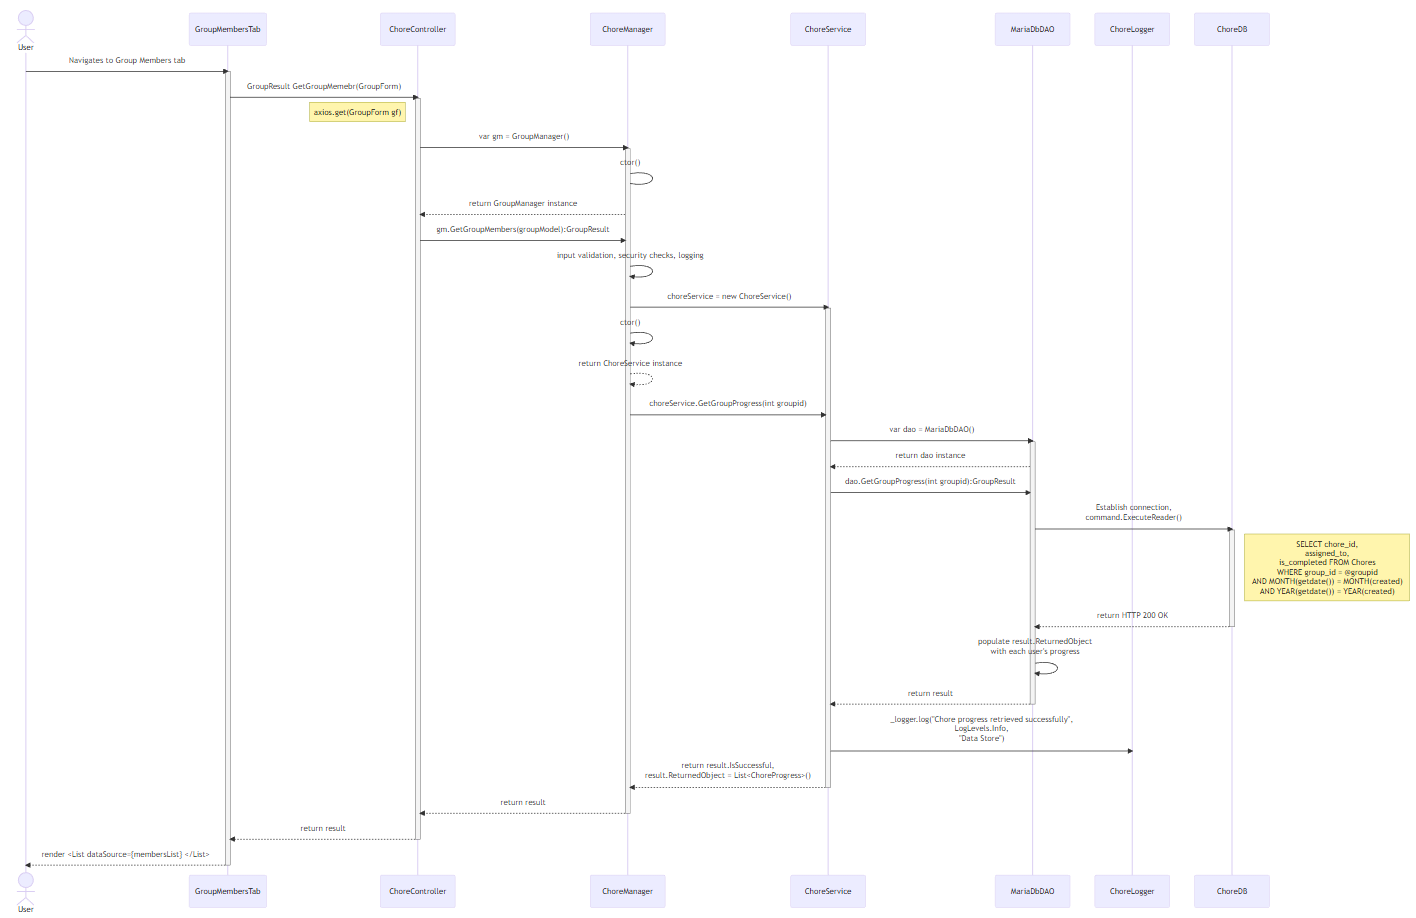 GroupMembersTab
ChoreController
ChoreManager
ChoreService
MariaDbDAO
ChoreLogger
ChoreDB
User
Navigates to Group Members tab
GroupResult GetGroupMemebr(GroupForm)
axios.get(GroupForm gf)
var gm = GroupManager()
ctor()
return GroupManager instance
gm.GetGroupMembers(groupModel):GroupResult
input validation, security checks, logging
choreService = new ChoreService()
ctor()
return ChoreService instance
choreService.GetGroupProgress(int groupid)
var dao = MariaDbDAO()
return dao instance
dao.GetGroupProgress(int groupid):GroupResult
Establish connection,
command.ExecuteReader()
SELECT chore_id,
assigned_to,
is_completed FROM Chores
WHERE group_id = @groupid
AND MONTH(getdate()) = MONTH(created)
AND YEAR(getdate()) = YEAR(created)
return HTTP 200 OK
populate result.ReturnedObject
with each user's progress
return result
_logger.log("Chore progress retrieved successfully",
LogLevels.Info,
"Data Store")
return result.IsSuccessful,
result.ReturnedObject = List<ChoreProgress>()
return result
return result
render <List dataSource={membersList} </List>
GroupMembersTab
ChoreController
ChoreManager
ChoreService
MariaDbDAO
ChoreLogger
ChoreDB
User